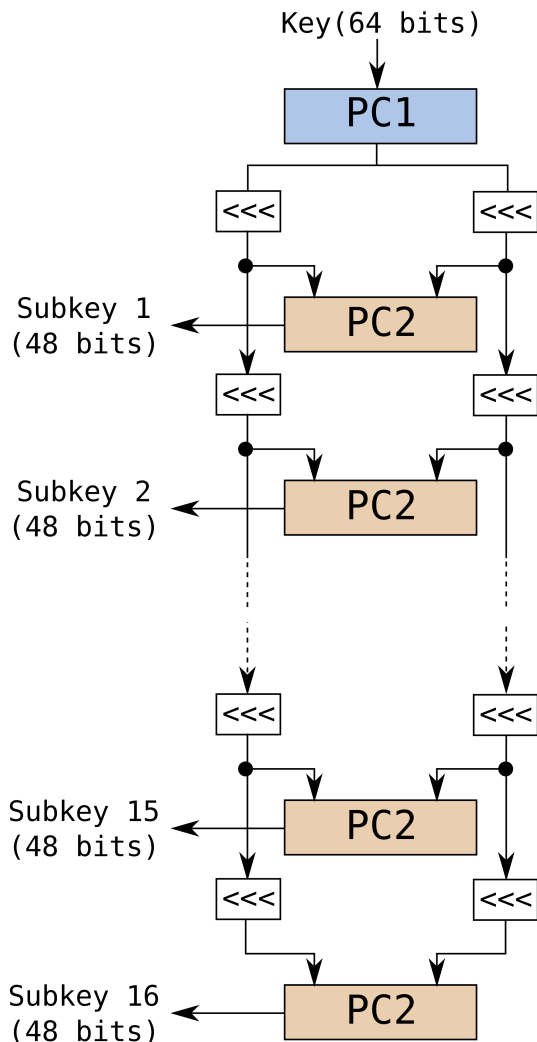 Key(64 bits)
PC1
<<< <<<
Subkey 1
(48 bits)
PC2
<<< <<<
Subkey 2
(48 bits)
PC2
<<< <<<
Subkey 15
(48 bits)
PC2
<<< <<<
Subkey 16
(48 bits)
PC2